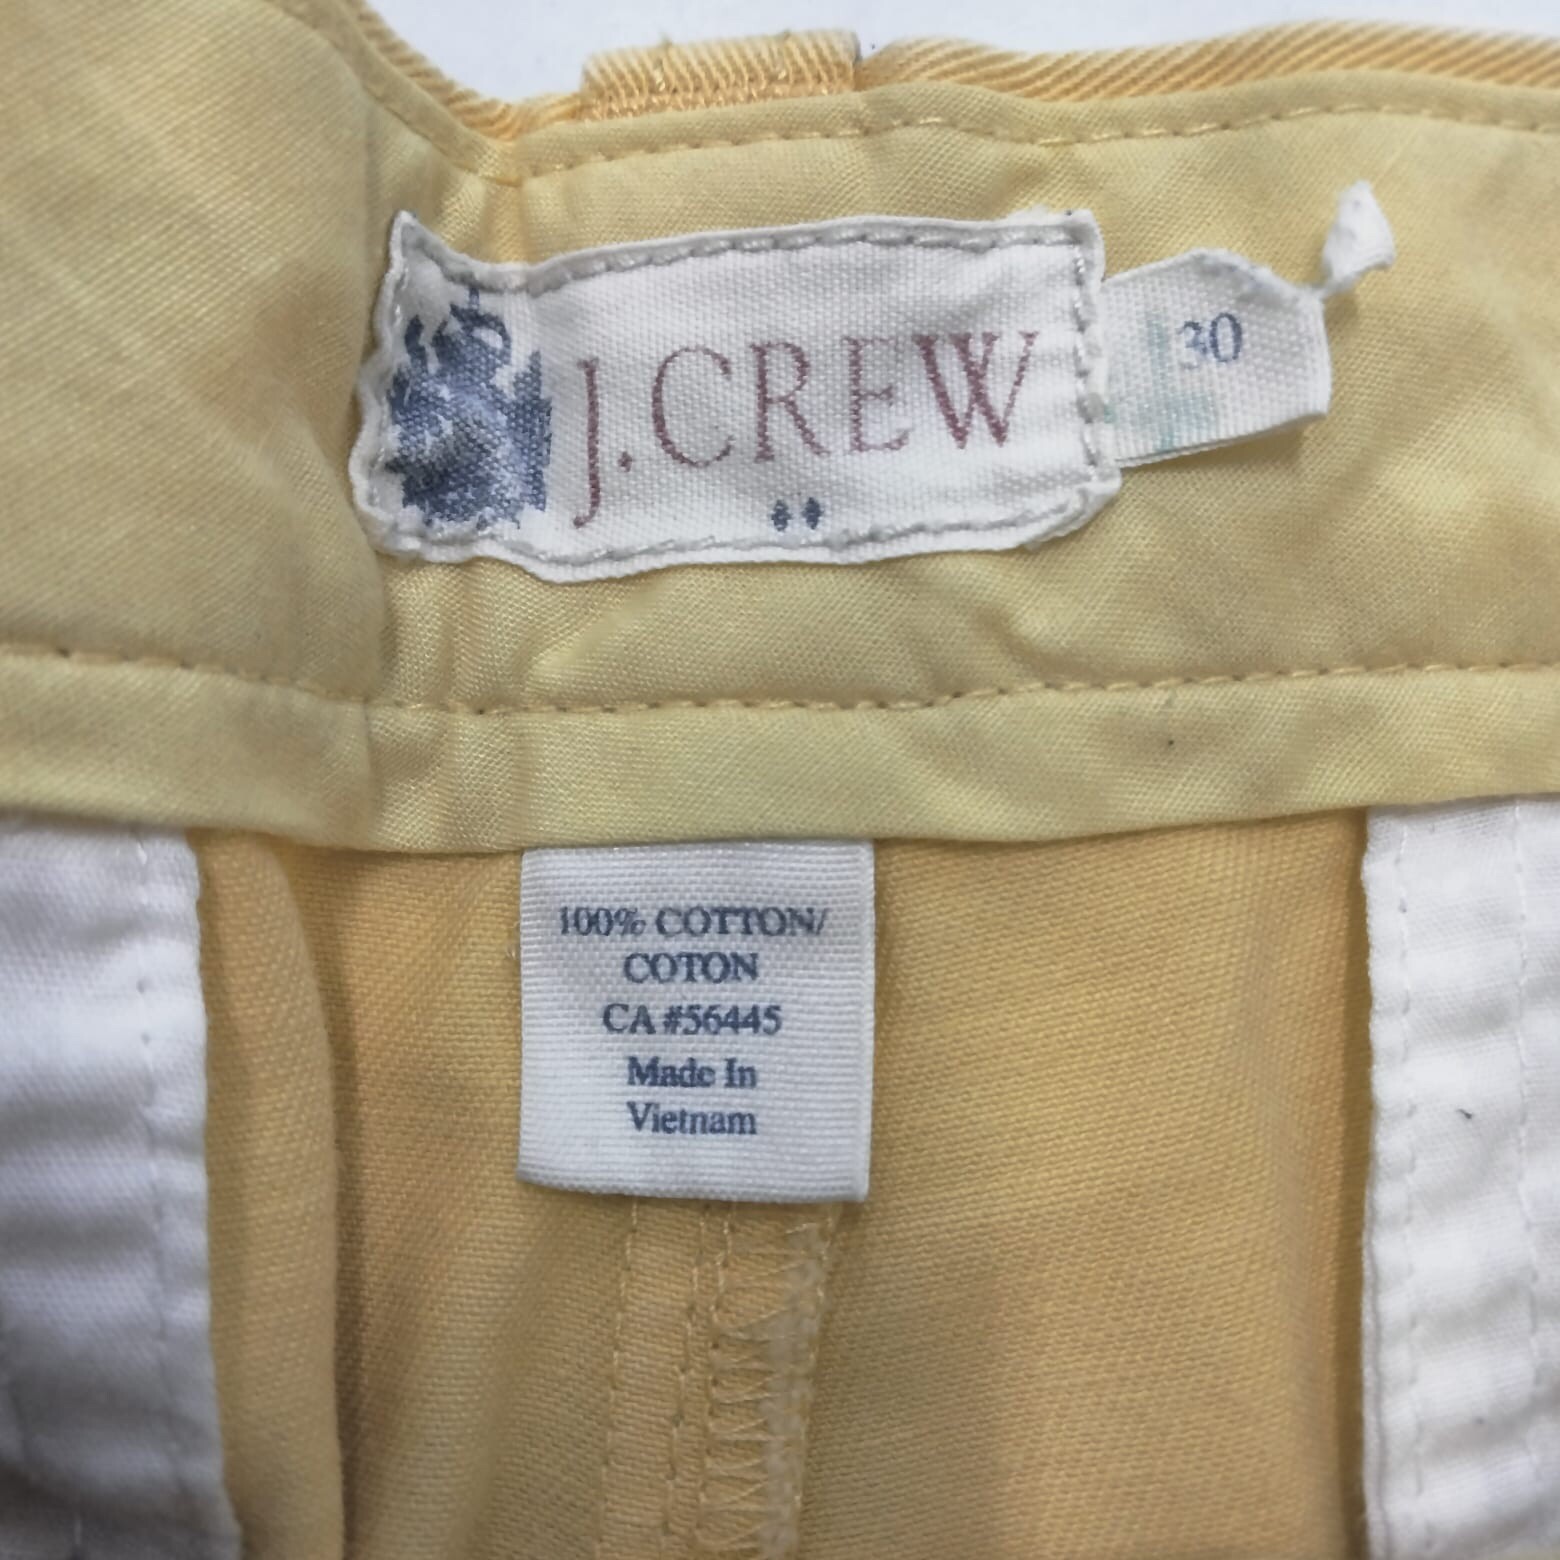 J.CREW
30
100% COTTON/
COTON
CA #56445
Made In
Vietnam